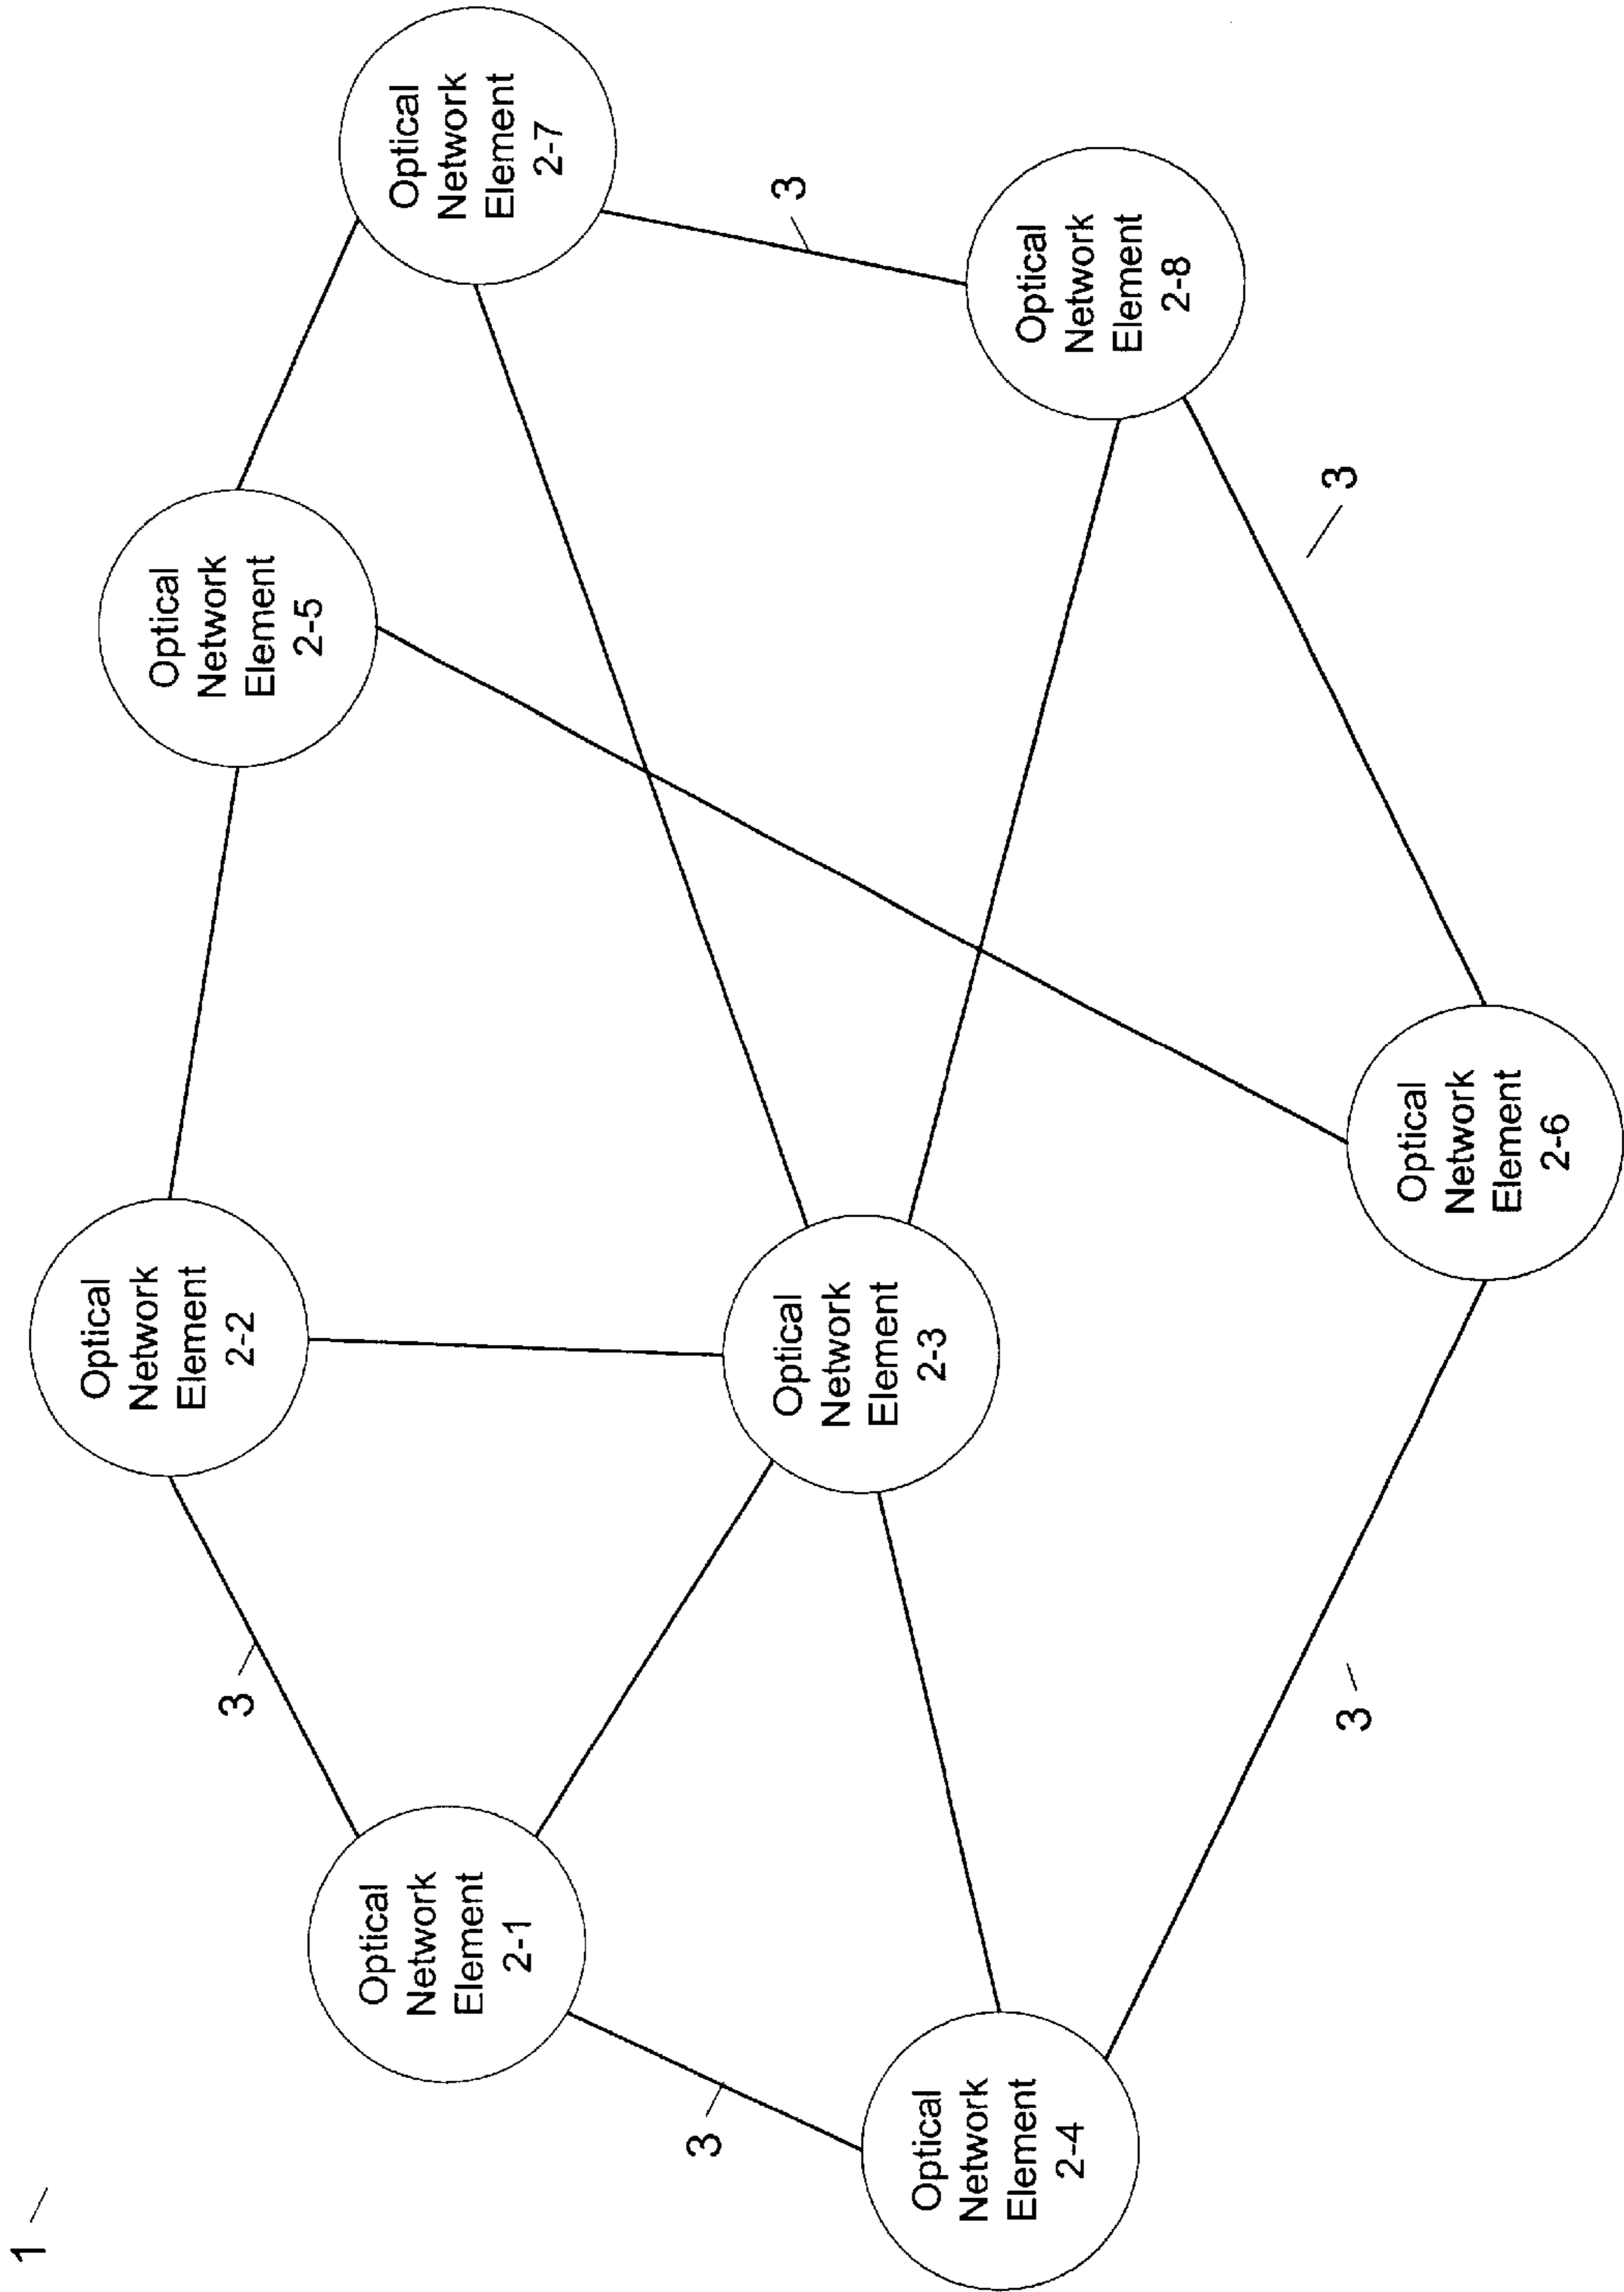 1
Optical
Network
Element
2-2
Optical
Network
Element
2-5
3
Optical
Network
Element
2-1
Optical
Network
Element
2-7
3
3
Optical
Network
Element
2-3
Optical
Network
Element
2-4
Optical
Network
Element
2-8
3
3
Optical
Network
Element
2-6